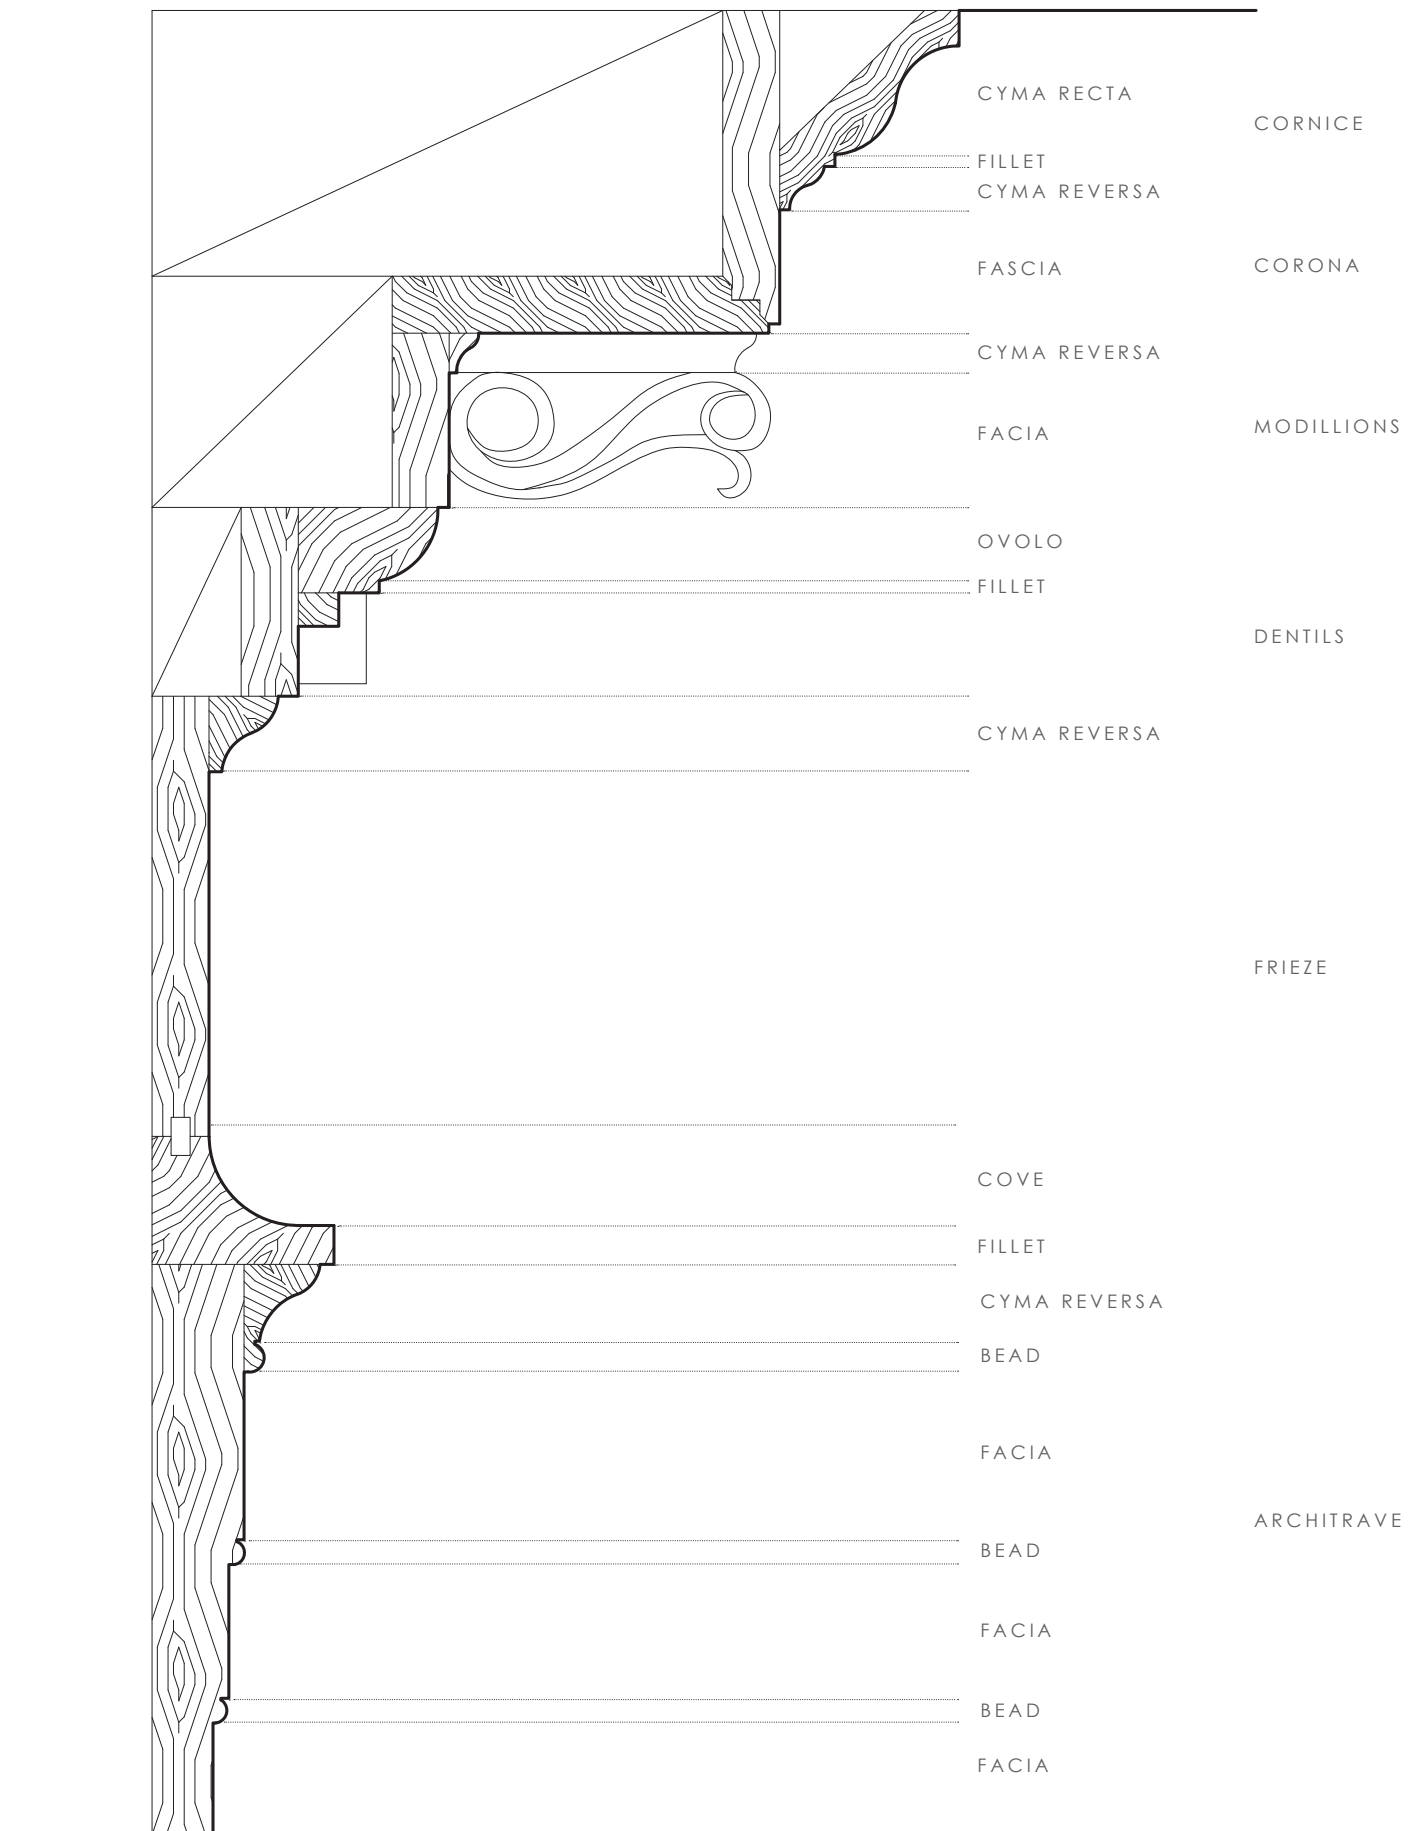 CYMA RECTA
CORNICE
FILLET
CYMA REVERSA
FASCIA
CORONA
CYMA REVERSA
FACIA
MODILLIONS
OVOLO
FILLET
DENTILS
CYMA REVERSA
FRIEZE
COVE
FILLET
CYMA REVERSA
BEAD
FACIA
ARCHITRAVE
BEAD
FACIA
BEAD
FACIA